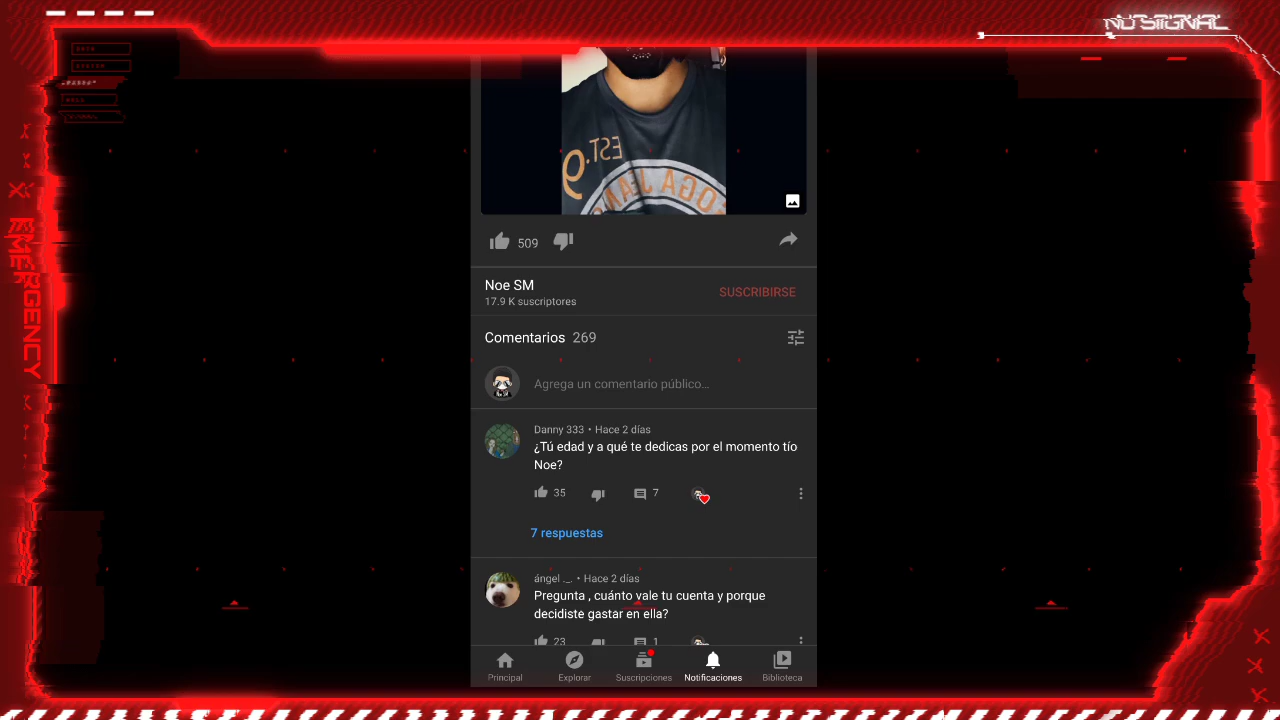 NO SIGNAL
EST. 9
509
Noe SM
17.9 K suscriptores
SUSCRIBIRSE
Comentarios 269
Agrega un comentario público...
Danny 333 • Hace 2 días
¿Tú edad y a qué te dedicas por el momento tío
Noe?
35
7
7 respuestas
ángel ._. • Hace 2 días
Pregunta , cuánto vale tu cuenta y porque
decidiste gastar en ella?
23
1
Principal
Explorar
Suscripciones
Notificaciones
Biblioteca
EMERGENCY